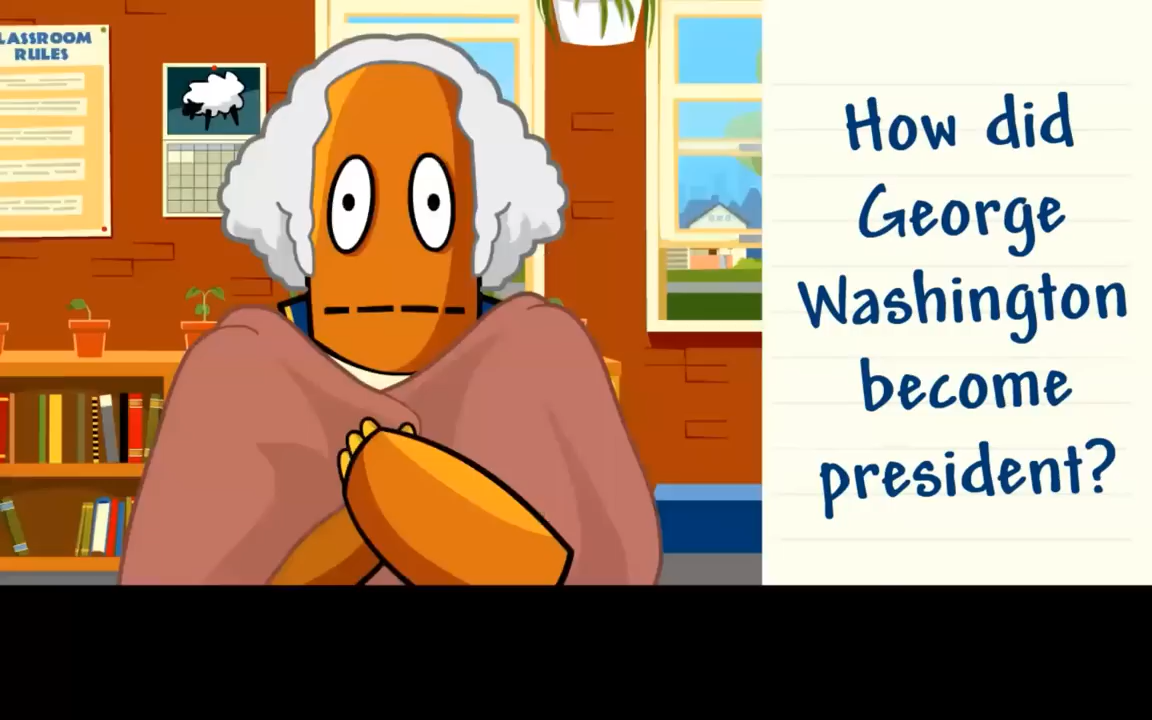 LASSROOM
RULES
How did
George
Washington
become
president?